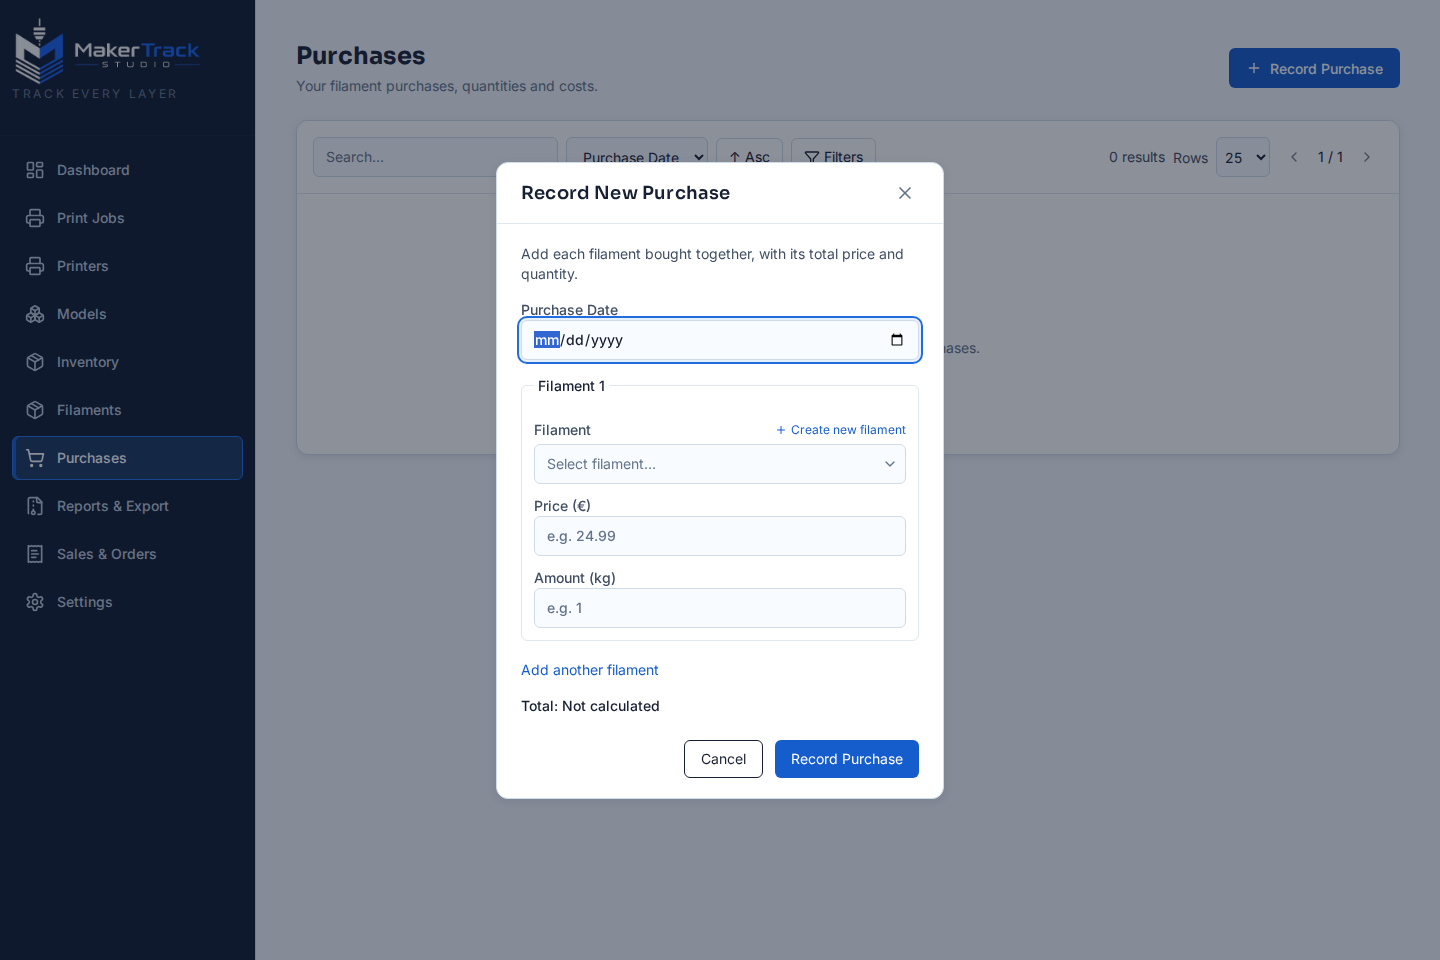 MakerTrack
STUDIO
TRACK EVERY LAYER
Dashboard
Print Jobs
Printers
Models
Inventory
Filaments
Purchases
Reports & Export
Sales & Orders
Settings
Purchases
Your filament purchases, quantities and costs.
+ Record Purchase
Search...
Purchase Date
↑ Asc
Filters
0 results
Rows
25
1 / 1
hases.
Record New Purchase
Add each filament bought together, with its total price and
quantity.
Purchase Date
mm/dd/yyyy
Filament 1
Filament
+ Create new filament
Select filament...
Price (€)
e.g. 24.99
Amount (kg)
e.g. 1
Add another filament
Total: Not calculated
Cancel
Record Purchase